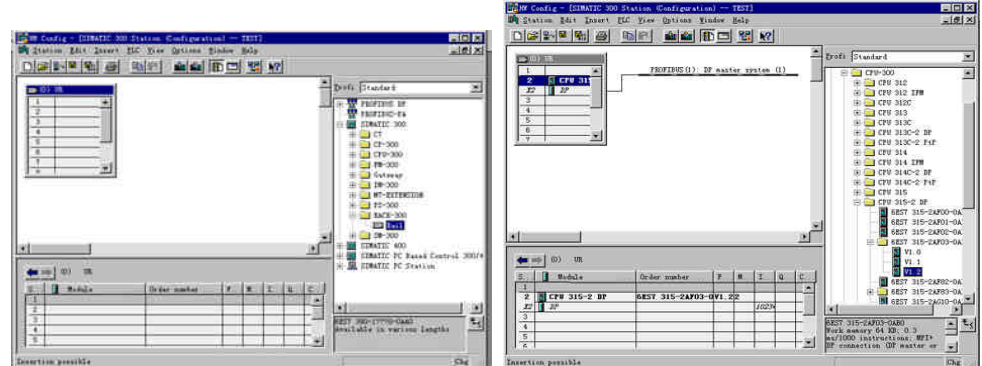 HW Config - [SIMATIC 300 Station (Configuration) -- TEST]
Station Edit Insert PLC View Options Window Help
(0) UR
1
2
3
4
5
6
7
8
Profi Standard
PROFIBUS DP
PROFIBUS-PA
SIMATIC 300
C7
CP-300
CPU-300
FM-300
Gateway
IM-300
M7-EXTENSION
PS-300
RACK-300
Rail
SM-300
SIMATIC 400
SIMATIC PC Based Control 300/4
SIMATIC PC Station
(0) UR
S. Module Order number F M I Q C
1
2
3
4
5
available in various lengths
Insertion possible Chg
HW Config - [SIMATIC 300 Station (Configuration) -- TEST]
Station Edit Insert PLC View Options Window Help
(0) UR
1
2 CPU 31
X2 DP
3
4
5
6
7
PROFIBUS(1): DP master system (1)
Profi Standard
CPU-300
CPU 312
CPU 312 IFM
CPU 312C
CPU 313
CPU 313C
CPU 313C-2 DP
CPU 313C-2 PtP
CPU 314
CPU 314 IFM
CPU 314C-2 DP
CPU 314C-2 PtP
CPU 315
CPU 315-2 DP
6ES7 315-2AF00-0A
6ES7 315-2AF01-0A
6ES7 315-2AF02-0A
6ES7 315-2AF03-0A
V1.0
V1.1
V1.2
6ES7 315-2AF82-0A
6ES7 315-2AF83-0A
6ES7 315-2AG10-0A
(0) UR
S. Module Order number F M I Q C
1
2 CPU 315-2 DP 6ES7 315-2AF03-0 V1.2 2
X2 DP 1023*
3
4
5
6
6ES7 315-2AF03-0AB0
Work memory 64 KB; 0.3
ms/1000 instructions; MPI+
DP connection (DP master or
Insertion possible Chg